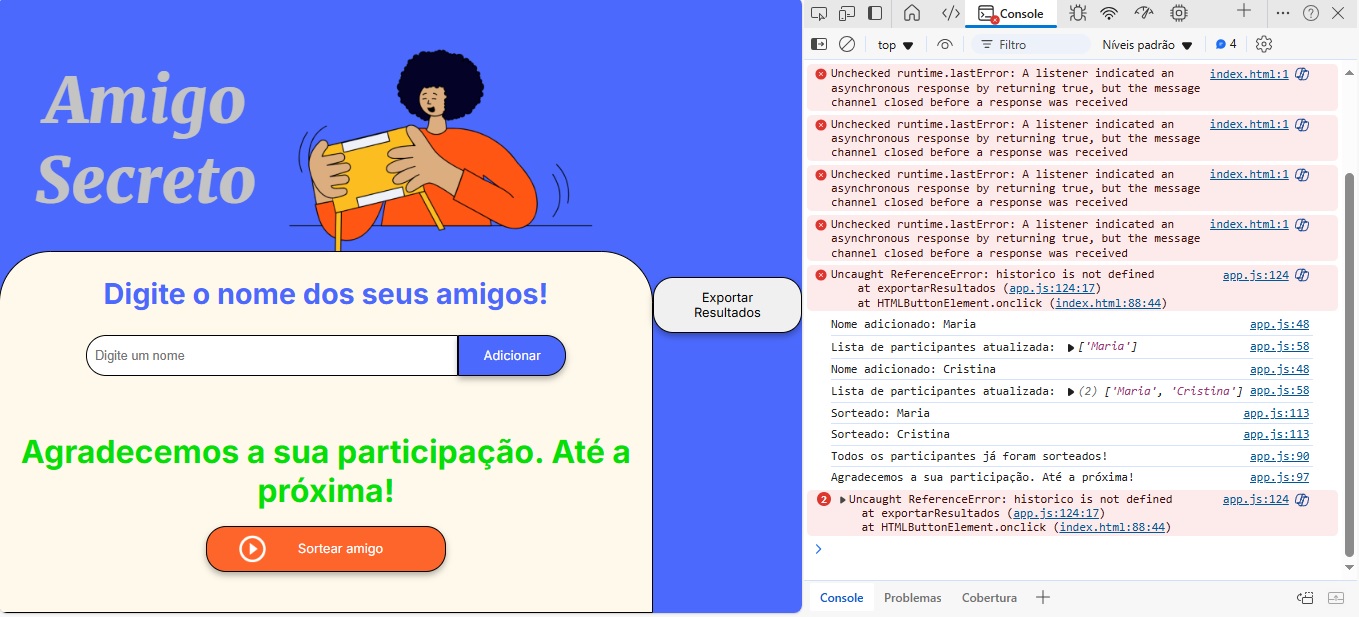 Amigo
Secreto
Digite o nome dos seus amigos!
Digite um nome
Adicionar
Agradecemos a sua participação. Até a
próxima!
Sortear amigo
Exportar
Resultados
Console
top
Filtro
Níveis padrão
4
Unchecked runtime.lastError: A listener indicated an index.html:1
asynchronous response by returning true, but the message
channel closed before a response was received
Unchecked runtime.lastError: A listener indicated an index.html:1
asynchronous response by returning true, but the message
channel closed before a response was received
Unchecked runtime.lastError: A listener indicated an index.html:1
asynchronous response by returning true, but the message
channel closed before a response was received
Unchecked runtime.lastError: A listener indicated an index.html:1
asynchronous response by returning true, but the message
channel closed before a response was received
Uncaught ReferenceError: historico is not defined app.js:124
at exportarResultados (app.js:124:17)
at HTMLButtonElement.onclick (index.html:88:44)
Nome adicionado: Maria app.js:48
Lista de participantes atualizada: ▶ ['Maria'] app.js:58
Nome adicionado: Cristina app.js:48
Lista de participantes atualizada: ▶ (2) ['Maria', 'Cristina'] app.js:58
Sorteado: Maria app.js:113
Sorteado: Cristina app.js:113
Todos os participantes já foram sorteados! app.js:90
Agradecemos a sua participação. Até a próxima! app.js:97
2 ▶ Uncaught ReferenceError: historico is not defined app.js:124
at exportarResultados (app.js:124:17)
at HTMLButtonElement.onclick (index.html:88:44)
Console Problemas Cobertura